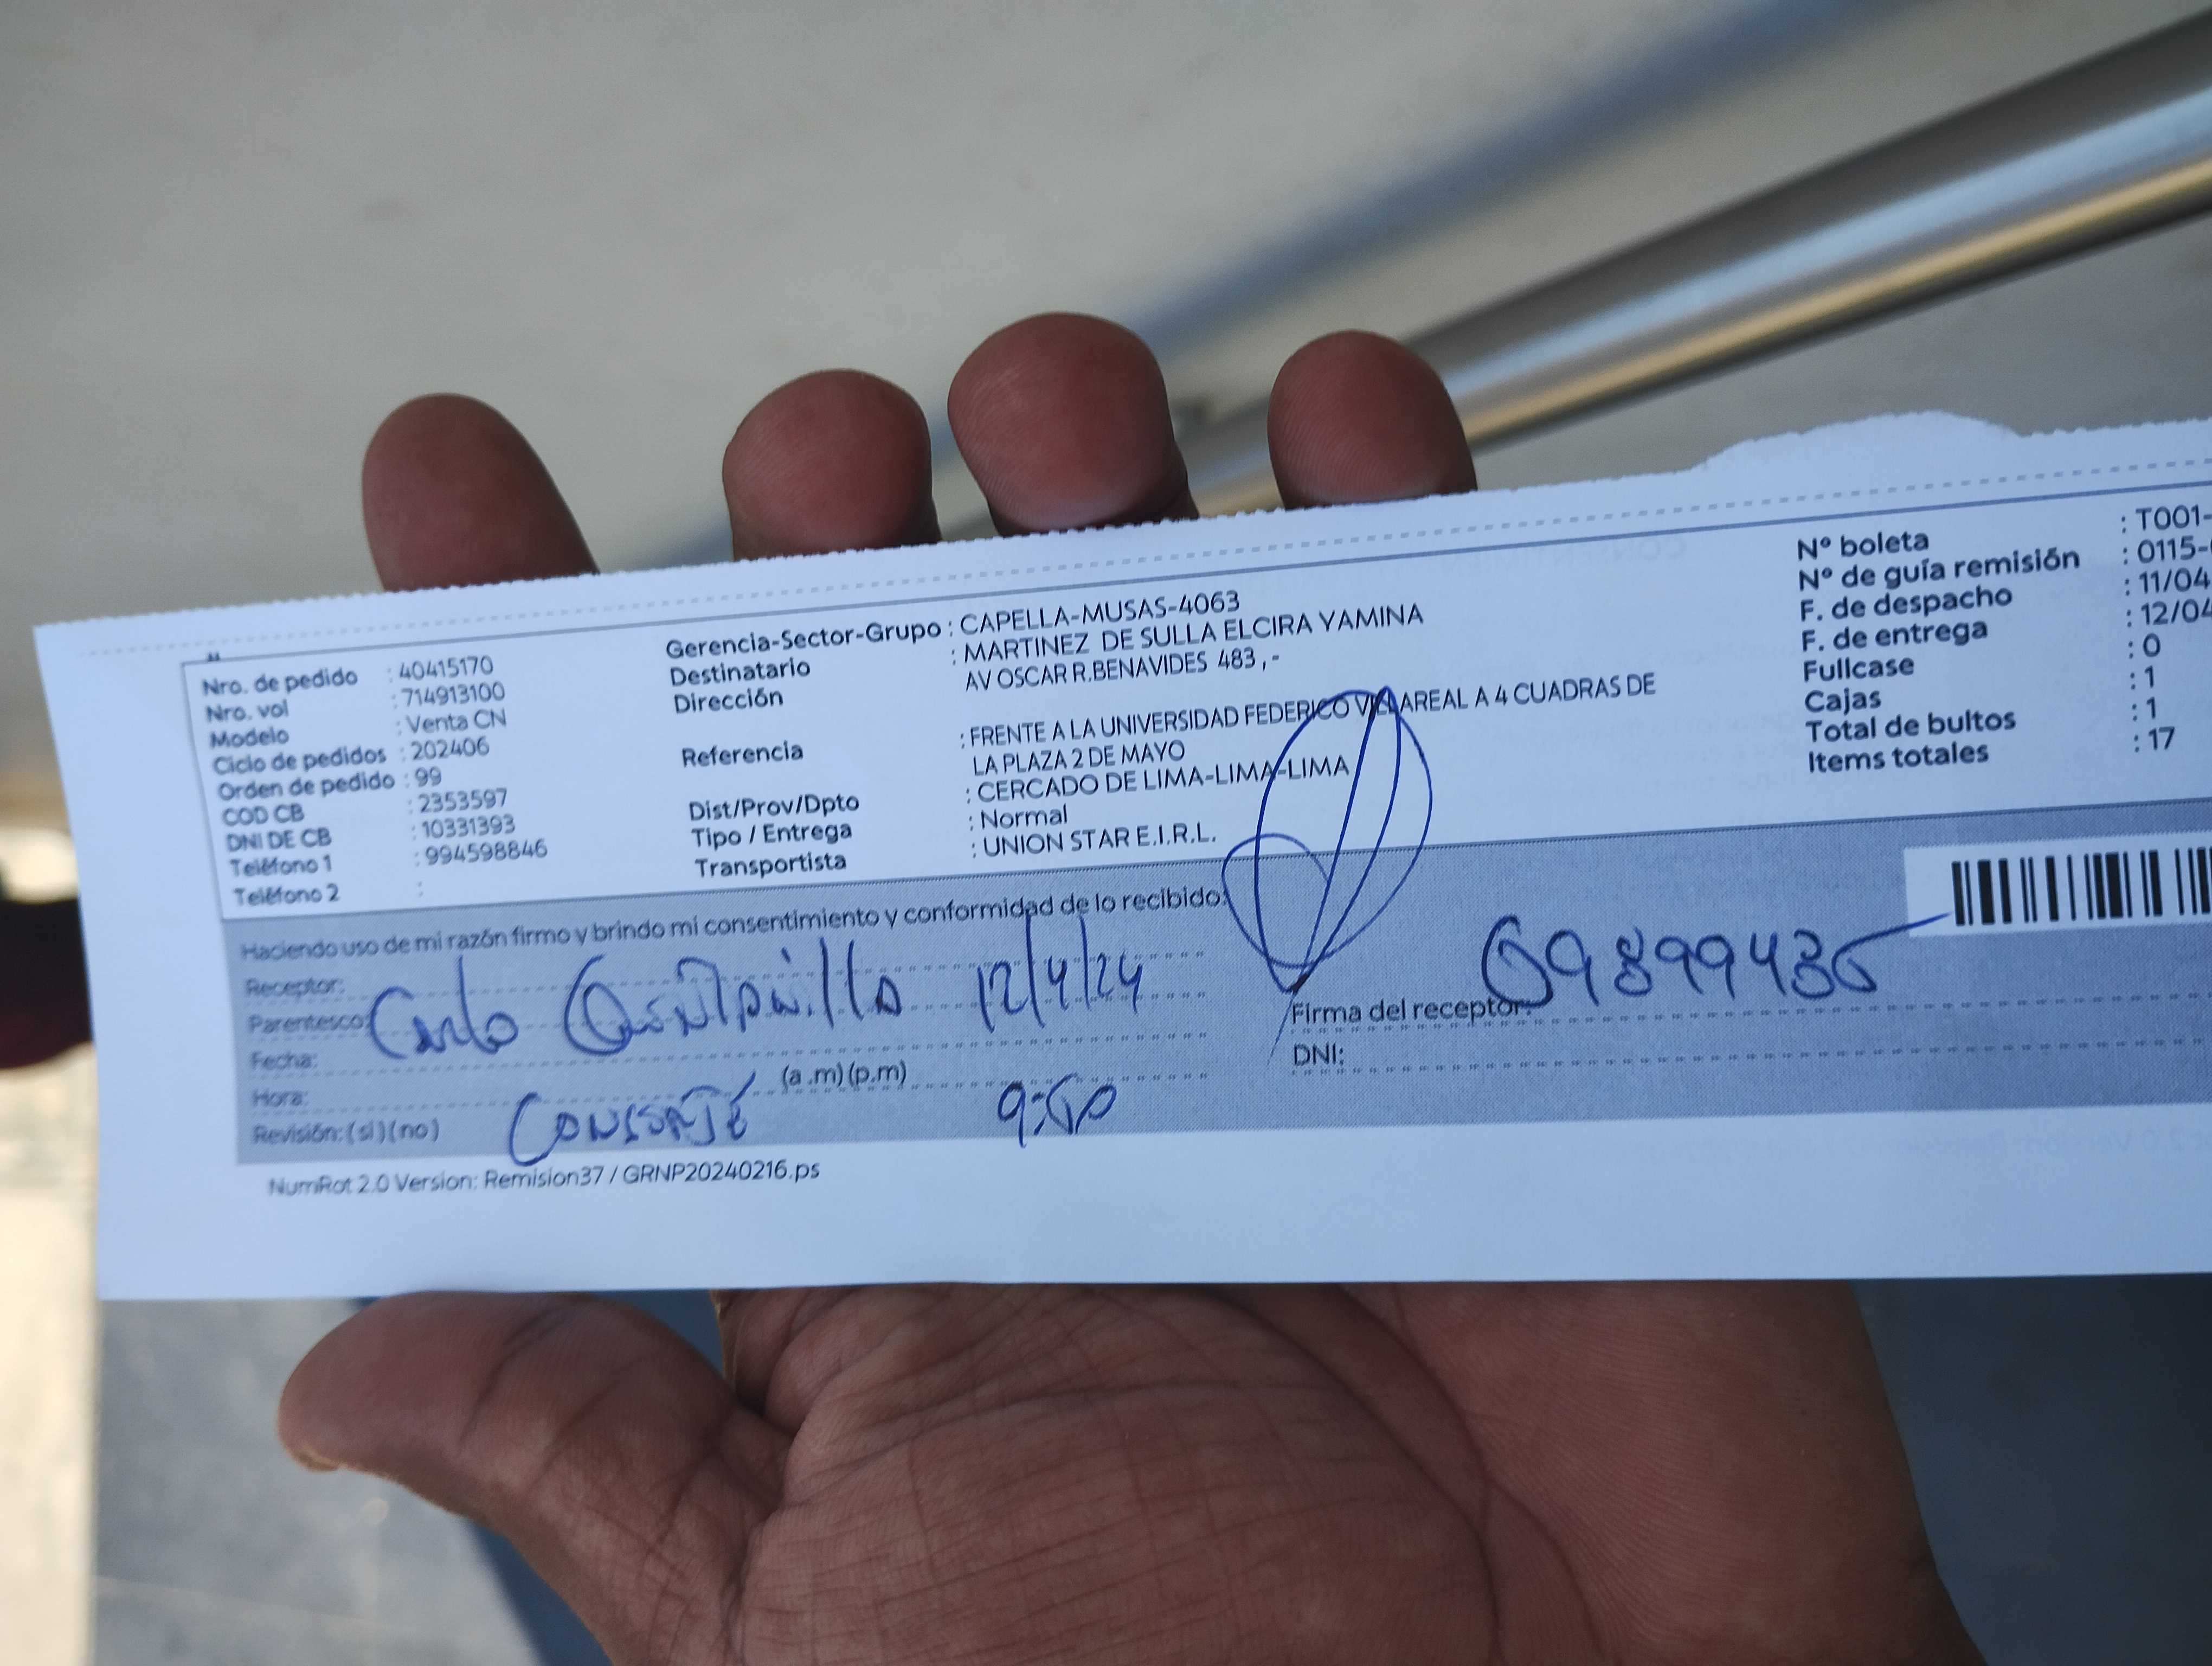 Nro. de pedido : 40415170
Nro. vol : 714913100
Modelo : Venta CN
Ciclo de pedidos : 202406
Orden de pedido : 99
COD CB : 2353597
DNI DE CB : 10331393
Teléfono 1 : 994598846
Teléfono 2 :
Gerencia-Sector-Grupo : CAPELLA-MUSAS-4063
Destinatario : MARTINEZ DE SULLA ELCIRA YAMINA
Dirección AV OSCAR R.BENAVIDES 483 , -
Referencia : FRENTE A LA UNIVERSIDAD FEDERICO VILLAREAL A 4 CUADRAS DE
LA PLAZA 2 DE MAYO
Dist/Prov/Dpto : CERCADO DE LIMA-LIMA-LIMA
Tipo / Entrega : Normal
Transportista : UNION STAR E.I.R.L.
Nº boleta : T001-
Nº de guía remisión : 0115-
F. de despacho : 11/04
F. de entrega : 12/04
Fullcase : 0
Cajas : 1
Total de bultos : 1
Items totales : 17
Haciendo uso de mi razón firmo y brindo mi consentimiento y conformidad de lo recibido:
Receptor:
Parentesco: 12/4/24
Fecha:
Hora: (a.m)(p.m)
Revisión:(si)(no)
Firma del receptor:
DNI:
NumRot 2.0 Version: Remision37 / GRNP20240216.ps